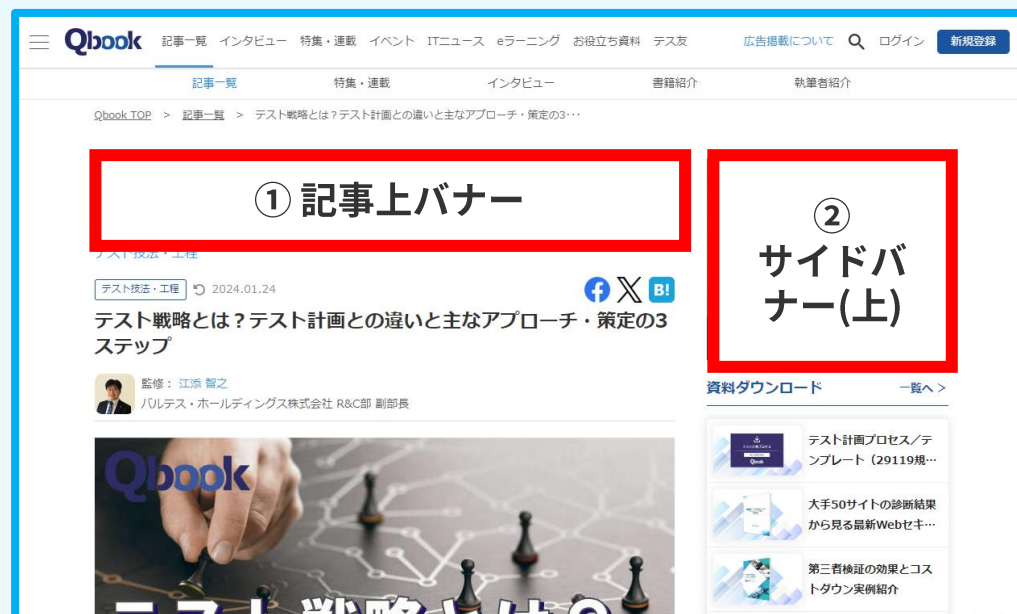 Qbook 記事一覧 インタビュー 特集・連載 イベント ITニュース eラーニング お役立ち資料 テス友 広告掲載について ログイン 新規登録
記事一覧 特集・連載 インタビュー 書籍紹介 執筆者紹介
Qbook TOP > 記事一覧 > テスト戦略とは？テスト計画との違いと主なアプローチ・策定の3･･･
① 記事上バナー
②
サイドバ
ナー(上)
テスト技法・工程
テスト技法・工程 2024.01.24
B!
テスト戦略とは？テスト計画との違いと主なアプローチ・策定の3
ステップ
監修： 江添 智之
バルテス・ホールディングス株式会社 R&C部 副部長
資料ダウンロード 一覧へ >
Qbook
テスト戦略とは？
テスト計画プロセス／テ
ンプレート（29119規…
大手50サイトの診断結果
から見る最新Webセキ…
第三者検証の効果とコス
トダウン実例紹介